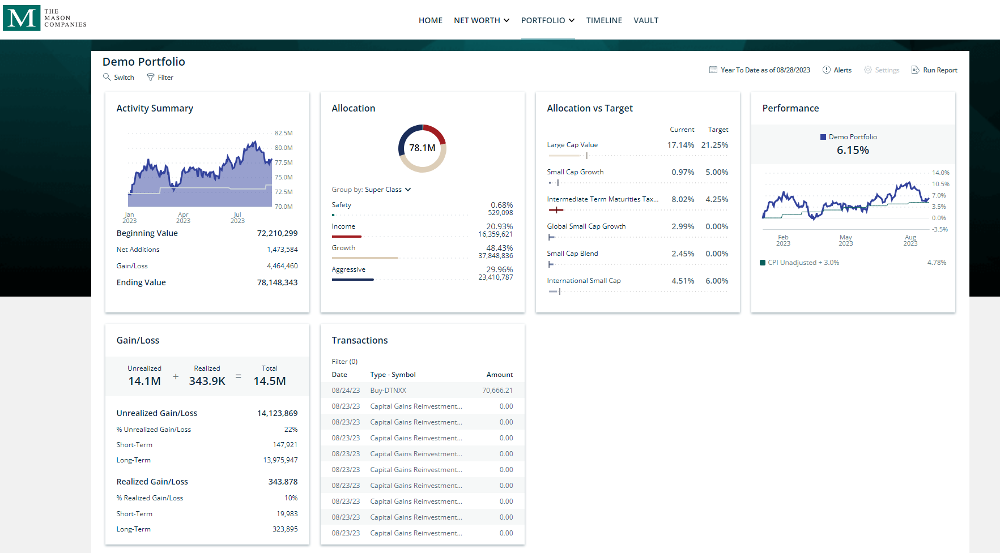 M THE
MASON
COMPANIES
HOME NET WORTH PORTFOLIO TIMELINE VAULT
Demo Portfolio
Switch Filter
Year To Date as of 08/28/2023 Alerts Settings Run Report
Activity Summary
82.5M
80.0M
77.5M
75.0M
72.5M
70.0M
Jan Apr Jul
2023 2023 2023
Beginning Value 72,210,299
Net Additions 1,473,584
Gain/Loss 4,464,460
Ending Value 78,148,343
Allocation
78.1M
Group by: Super Class
Safety 0.68%
529,098
Income 20.93%
16,359,621
Growth 48.43%
37,848,836
Aggressive 29.96%
23,410,787
Allocation vs Target
Current Target
Large Cap Value 17.14% 21.25%
Small Cap Growth 0.97% 5.00%
Intermediate Term Maturities Tax... 8.02% 4.25%
Global Small Cap Growth 2.99% 0.00%
Small Cap Blend 2.45% 0.00%
International Small Cap 4.51% 6.00%
Performance
Demo Portfolio
6.15%
14.0%
10.5%
7.0%
3.5%
0.0%
-3.5%
Feb May Aug
2023 2023 2023
CPI Unadjusted + 3.0% 4.78%
Gain/Loss
Unrealized Realized Total
14.1M + 343.9K = 14.5M
Unrealized Gain/Loss 14,123,869
% Unrealized Gain/Loss 22%
Short-Term 147,921
Long-Term 13,975,947
Realized Gain/Loss 343,878
% Realized Gain/Loss 10%
Short-Term 19,983
Long-Term 323,895
Transactions
Filter (0)
Date Type - Symbol Amount
08/24/23 Buy-DTNXX 70,666.21
08/23/23 Capital Gains Reinvestment... 0.00
08/23/23 Capital Gains Reinvestment... 0.00
08/23/23 Capital Gains Reinvestment... 0.00
08/23/23 Capital Gains Reinvestment... 0.00
08/23/23 Capital Gains Reinvestment... 0.00
08/23/23 Capital Gains Reinvestment... 0.00
08/23/23 Capital Gains Reinvestment... 0.00
08/23/23 Capital Gains Reinvestment... 0.00
08/23/23 Capital Gains Reinvestment... 0.00